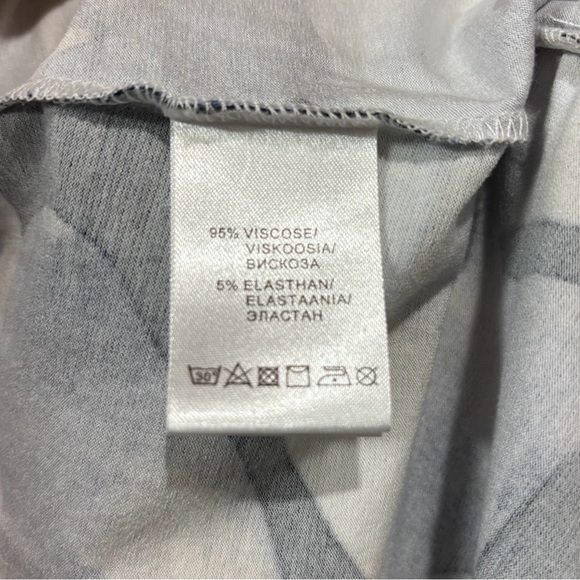 95% VISCOSE/
VISKOOSIA/
ВИСКОЗА
5% ELASTHAN/
ELASTAANIA/
ЭЛАСТАН
30°